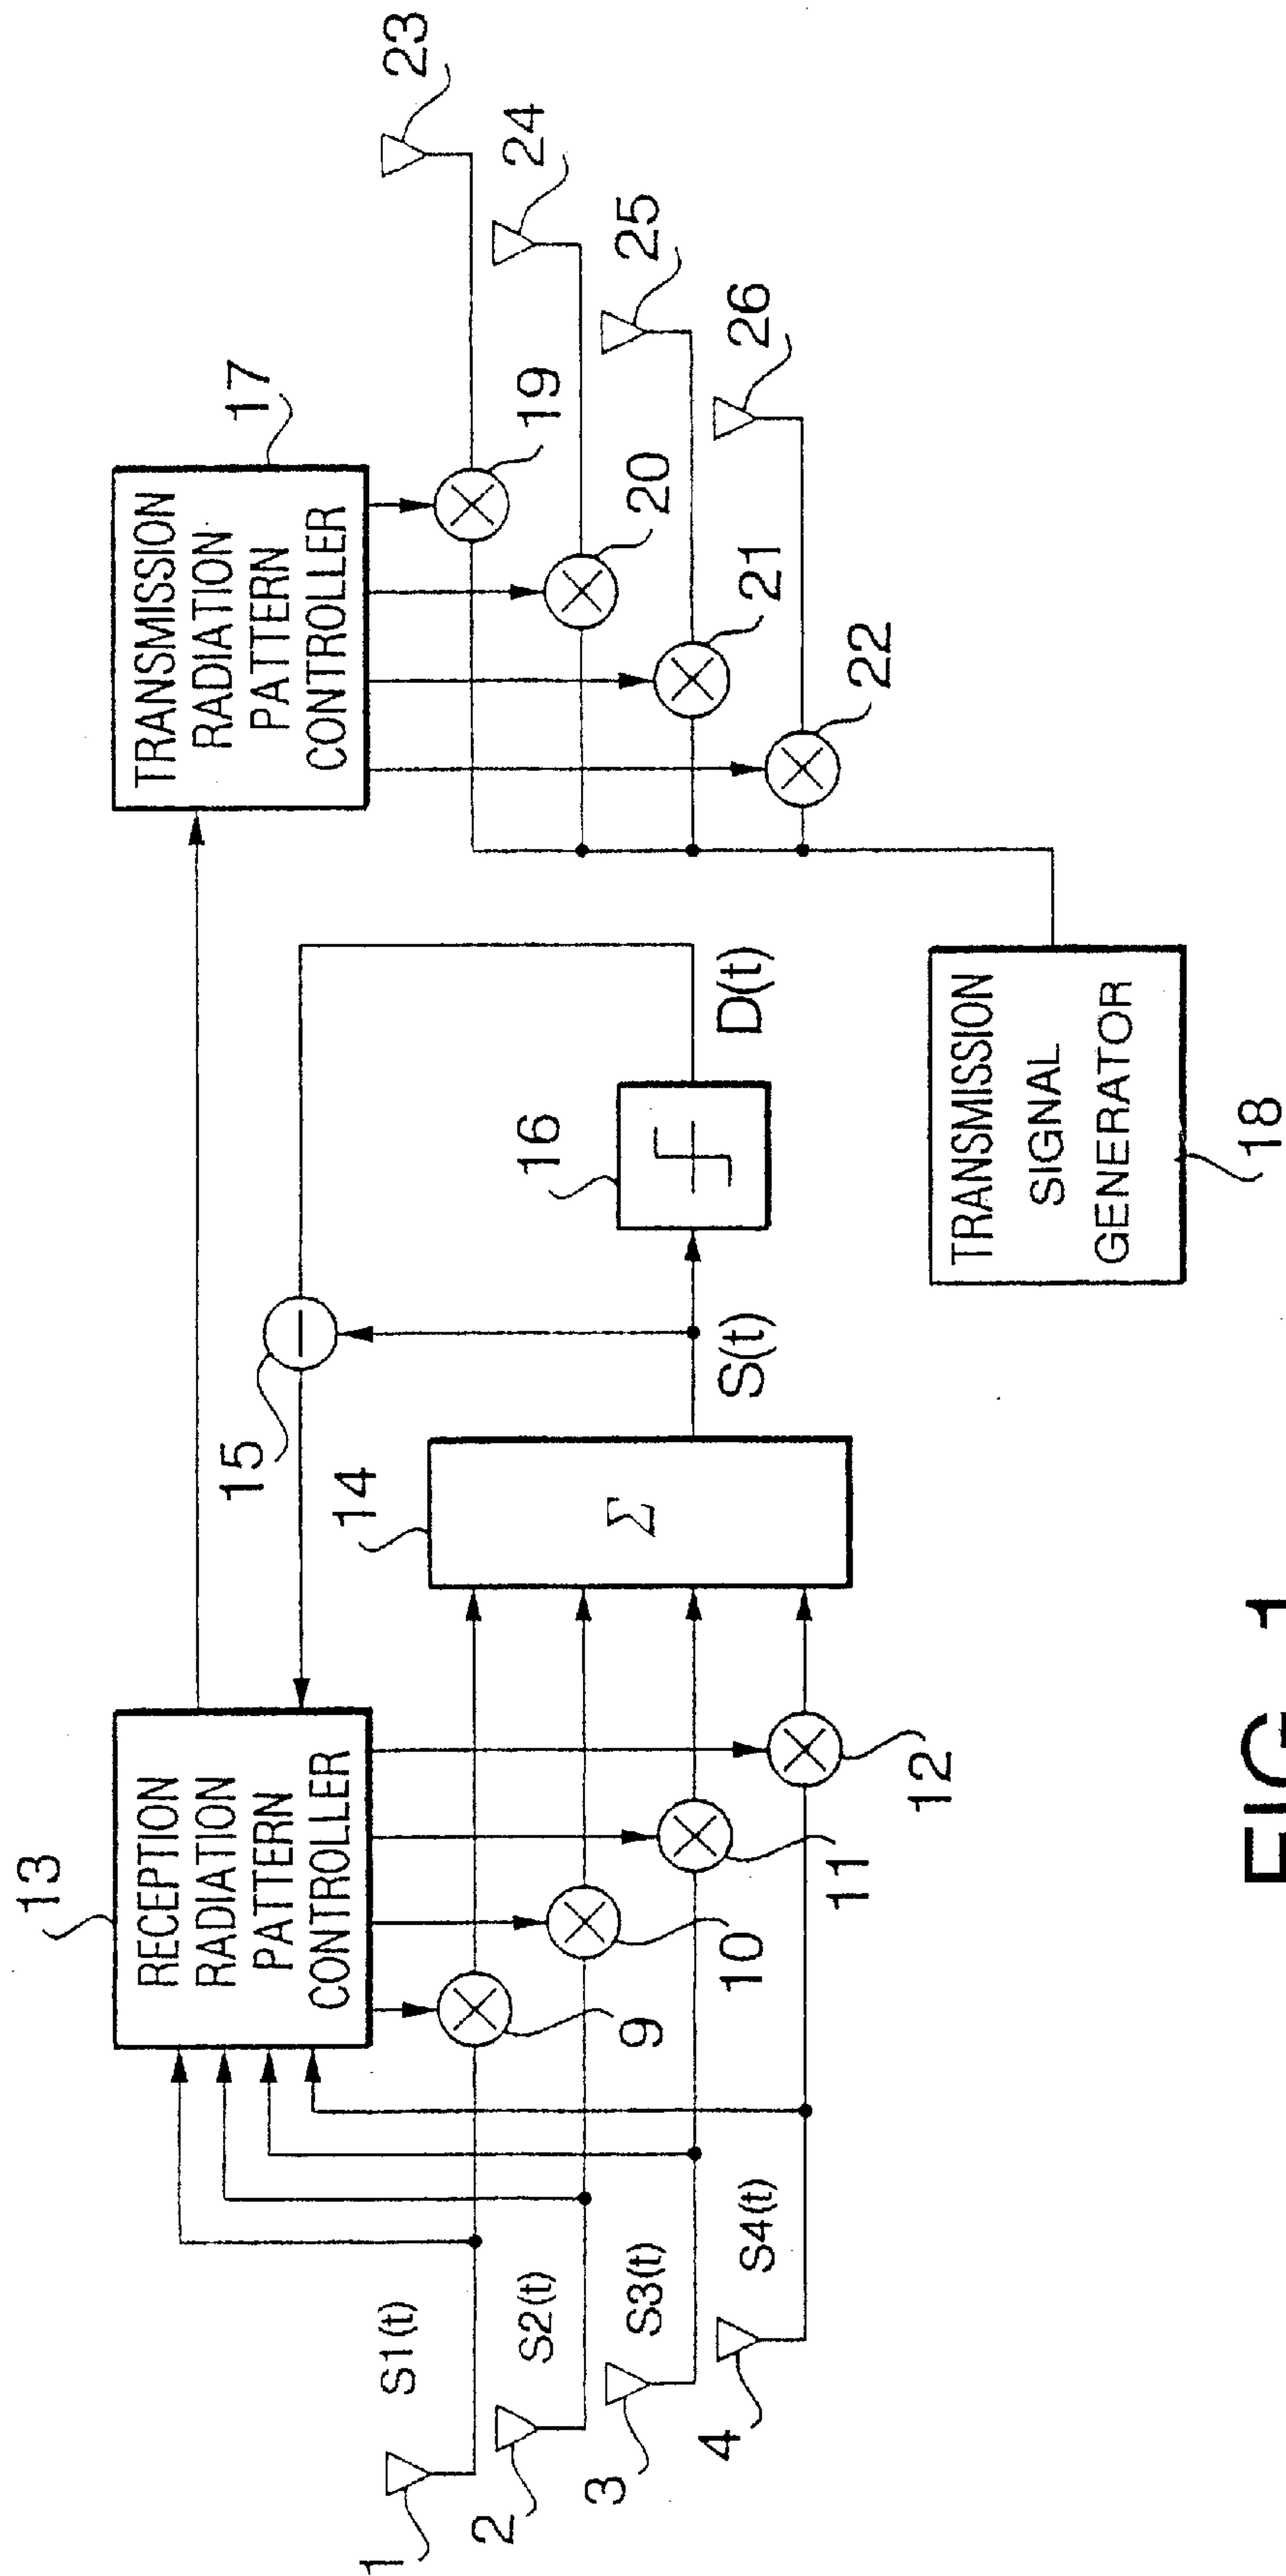 23
24
25
26
17
TRANSMISSION
RADIATION
PATTERN
CONTROLLER
19
20
21
22
D(t)
TRANSMISSION
SIGNAL
GENERATOR
18
16
15
S(t)
14
Σ
13
RECEPTION
RADIATION
PATTERN
CONTROLLER
9
10
11
12
S1(t)
S2(t)
S3(t)
S4(t)
1
2
3
4
FIG. 1